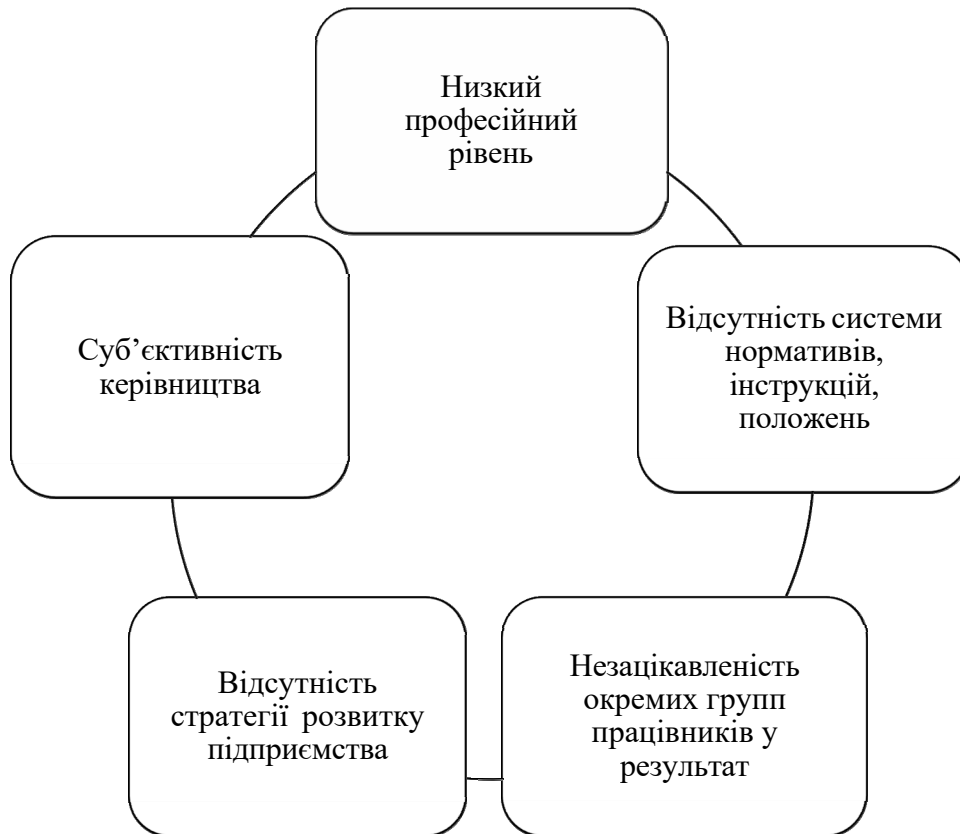 Низкий
професійний
рівень
Відсутність системи
нормативів,
інструкцій,
положень
Незацікавленість
окремих групп
працівників у
результат
Відсутність
стратегії розвитку
підприємства
Суб’єктивність
керівництва